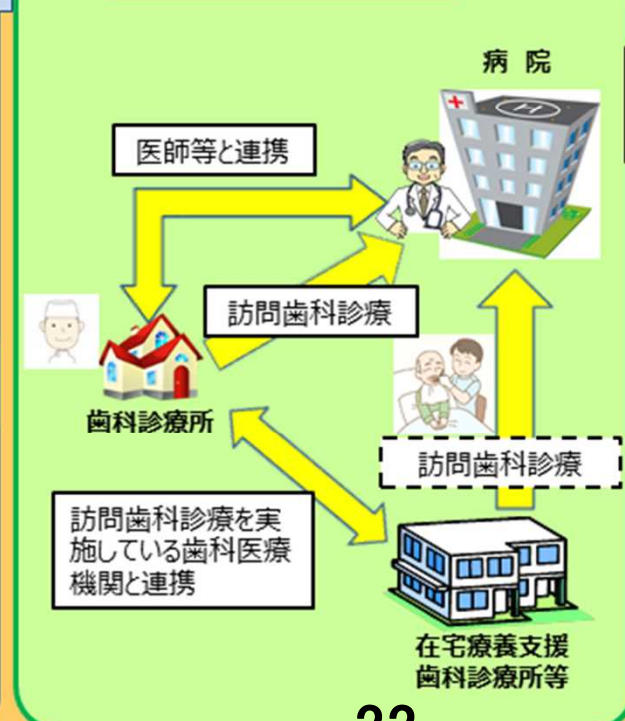 病 院
医師等と連携
訪問歯科診療
歯科診療所
訪問歯科診療
訪問歯科診療を実
施している歯科医療
機関と連携
在宅療養支援
歯科診療所等